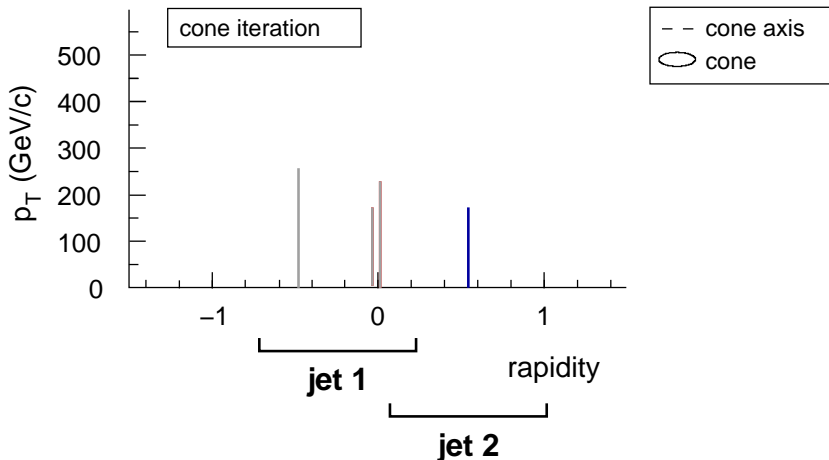 cone iteration
cone axis
cone
p_T (GeV/c)
500
400
300
200
100
0
–1 0 1
rapidity
jet 1
jet 2